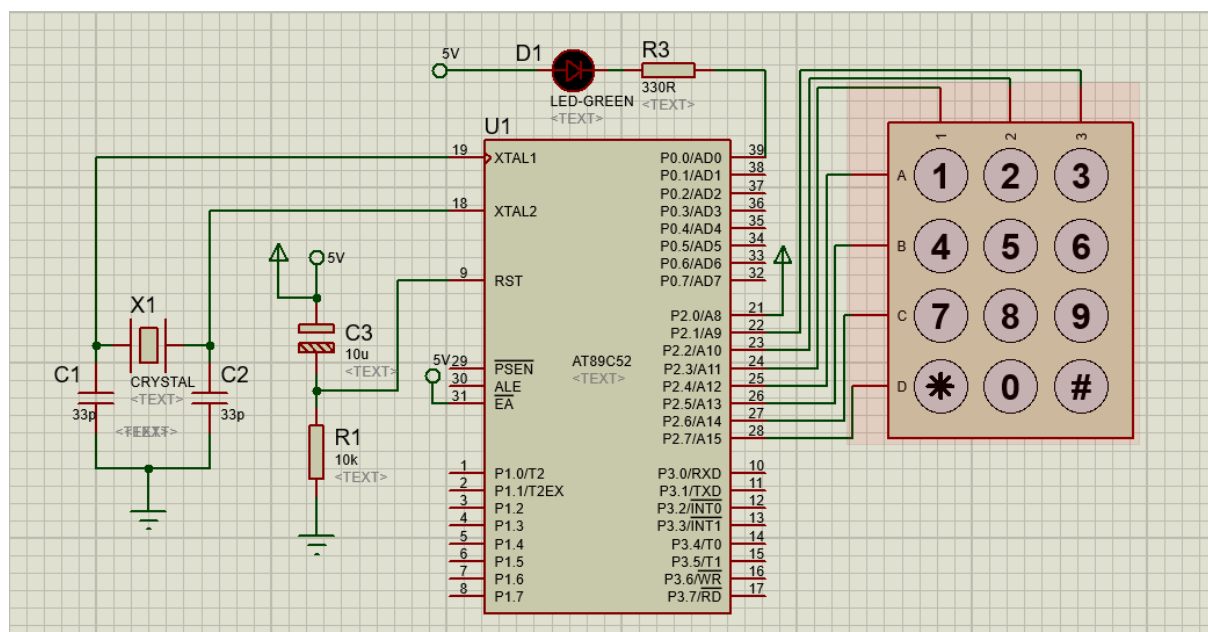 5V
D1
R3
LED-GREEN
<TEXT>
330R
<TEXT>
U1
19
XTAL1
18
XTAL2
9
RST
29
PSEN
30
ALE
31
EA
1
P1.0/T2
2
P1.1/T2EX
3
P1.2
4
P1.3
5
P1.4
6
P1.5
7
P1.6
8
P1.7
AT89C52
<TEXT>
P0.0/AD0
39
P0.1/AD1
38
P0.2/AD2
37
P0.3/AD3
36
P0.4/AD4
35
P0.5/AD5
34
P0.6/AD6
33
P0.7/AD7
32
P2.0/A8
21
P2.1/A9
22
P2.2/A10
23
P2.3/A11
24
P2.4/A12
25
P2.5/A13
26
P2.6/A14
27
P2.7/A15
28
P3.0/RXD
10
P3.1/TXD
11
P3.2/INT0
12
P3.3/INT1
13
P3.4/T0
14
P3.5/T1
15
P3.6/WR
16
P3.7/RD
17
5V
5V
X1
CRYSTAL
<TEXT>
C1
33p
C2
33p
C3
10u
<TEXT>
R1
10k
<TEXT>
1 2 3
A 1 2 3
B 4 5 6
C 7 8 9
D * 0 #